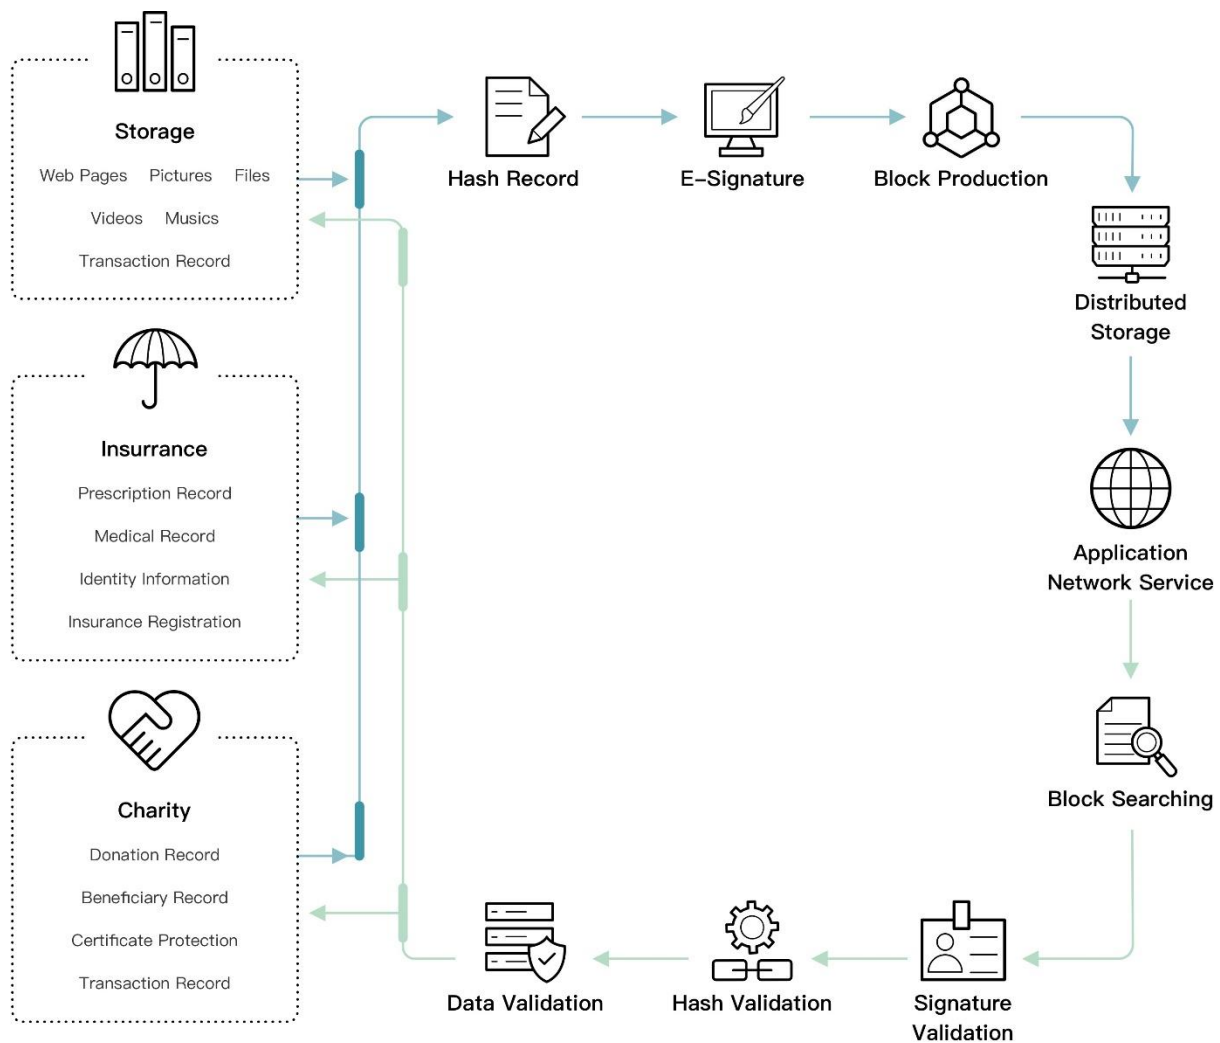 Storage
Web Pages Pictures Files
Videos Musics
Transaction Record
Insurrance
Prescription Record
Medical Record
Identity Information
Insurance Registration
Charity
Donation Record
Beneficiary Record
Certificate Protection
Transaction Record
Hash Record
E-Signature
Block Production
Distributed
Storage
Application
Network Service
Block Searching
Signature
Validation
Hash Validation
Data Validation